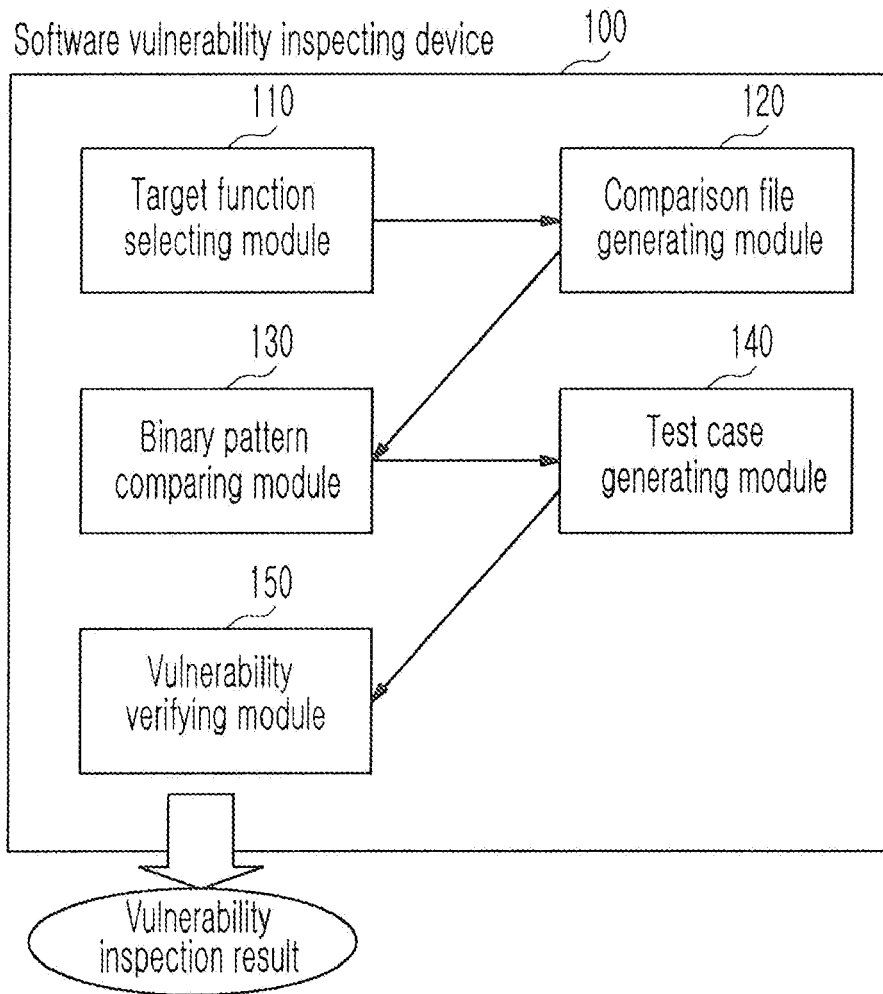 Software vulnerability inspecting device
100
110
120
Target function
selecting module
Comparison file
generating module
130
140
Binary pattern
comparing module
Test case
generating module
150
Vulnerability
verifying module
Vulnerability
inspection result